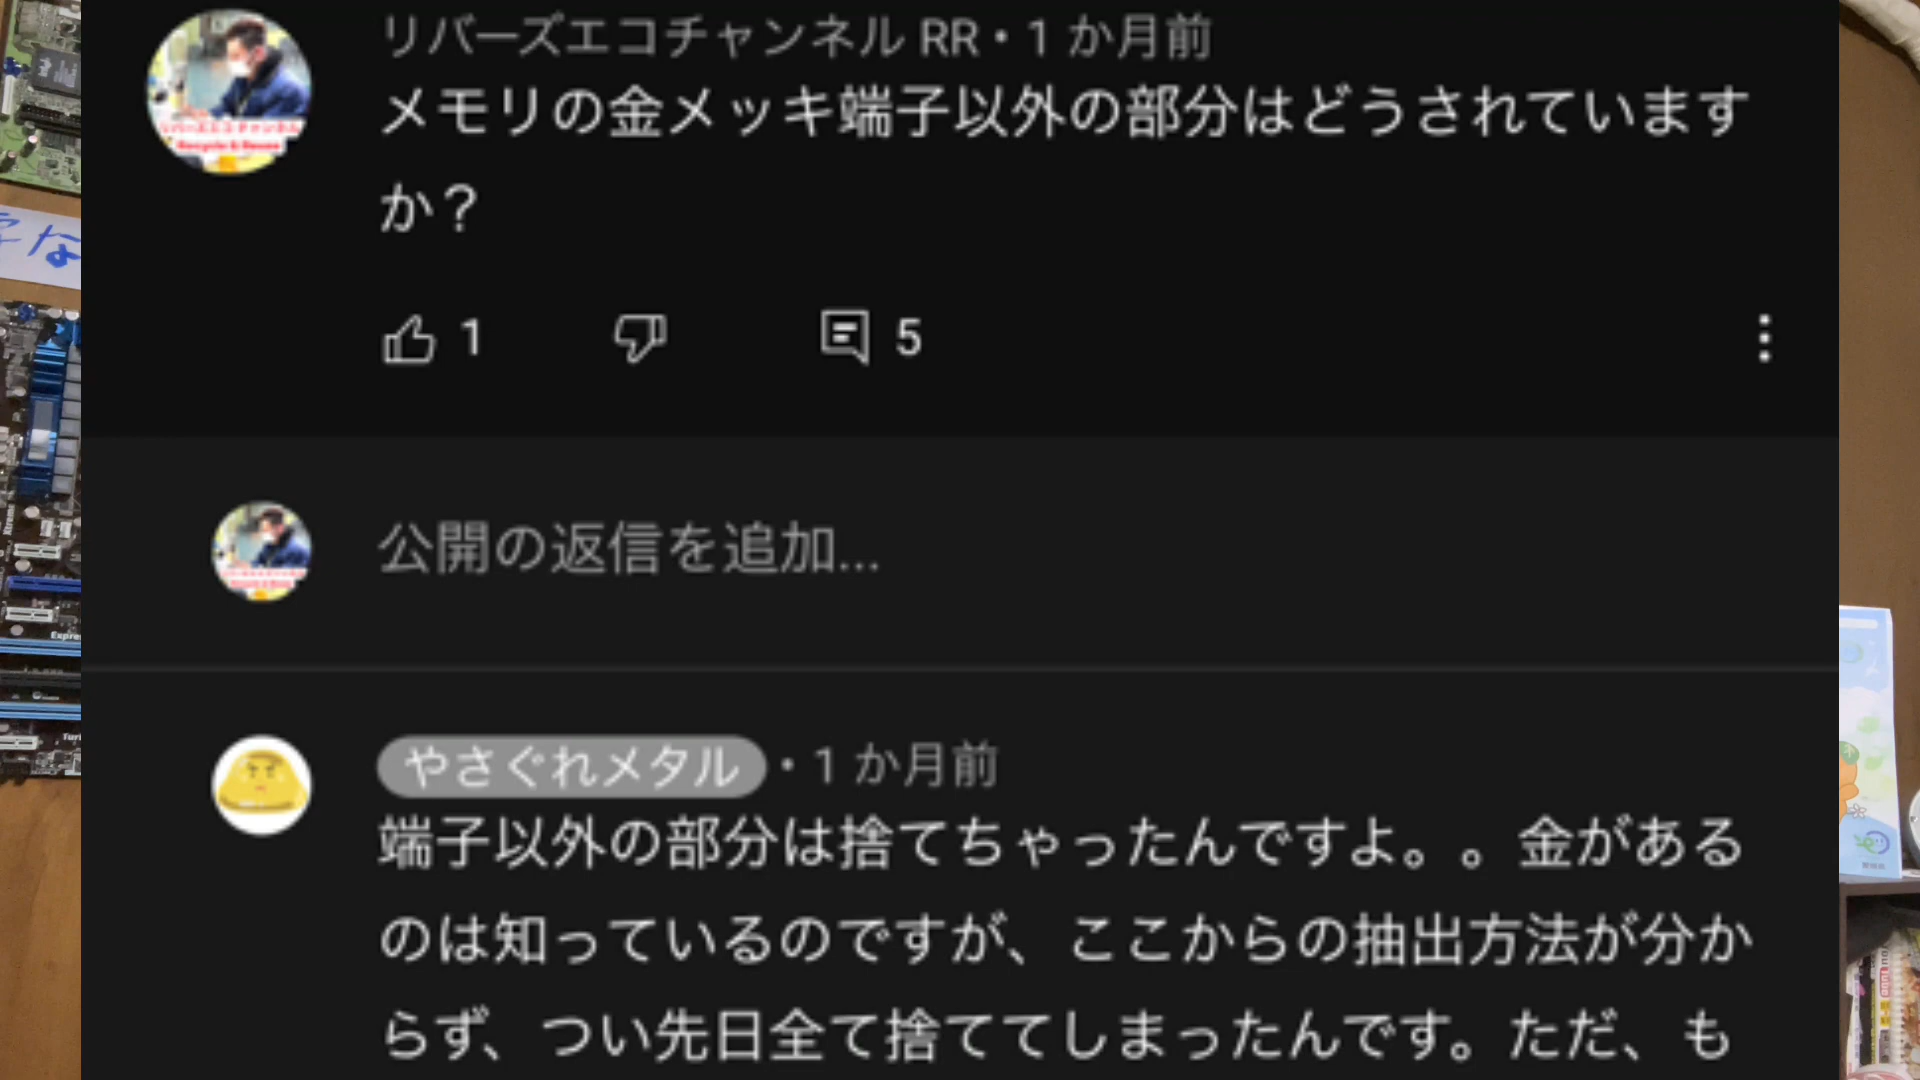 リバーズエコチャンネル RR・1 か月前
メモリの金メッキ端子以外の部分はどうされています
か？
1
5
公開の返信を追加...
やさぐれメタル・1 か月前
端子以外の部分は捨てちゃったんですよ。。金がある
のは知っているのですが、ここからの抽出方法が分か
らず、つい先日全て捨ててしまったんです。ただ、も
な